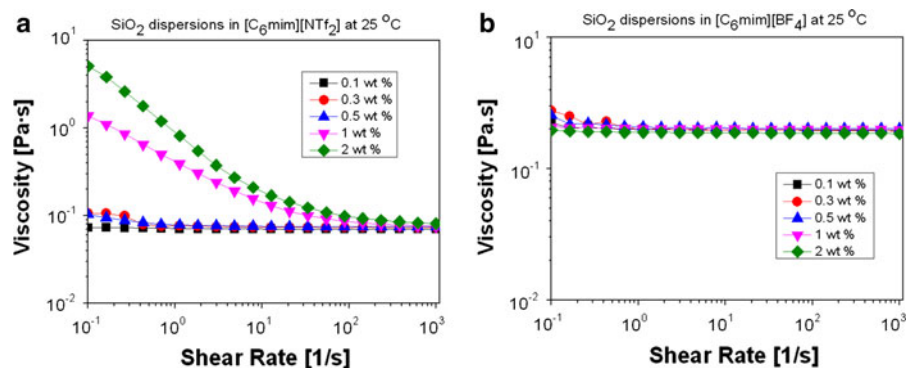 a
SiO2 dispersions in [C6mim][NTf2] at 25 °C
10^1
10^0
10^-1
10^-2
Viscosity [Pa·s]
0.1 wt %
0.3 wt %
0.5 wt %
1 wt %
2 wt %
10^-1 10^0 10^1 10^2 10^3
Shear Rate [1/s]
b
SiO2 dispersions in [C6mim][BF4] at 25 °C
10^0
10^-1
10^-2
Viscosity [Pa.s]
0.1 wt %
0.3 wt %
0.5 wt %
1 wt %
2 wt %
10^-1 10^0 10^1 10^2 10^3
Shear Rate [1/s]